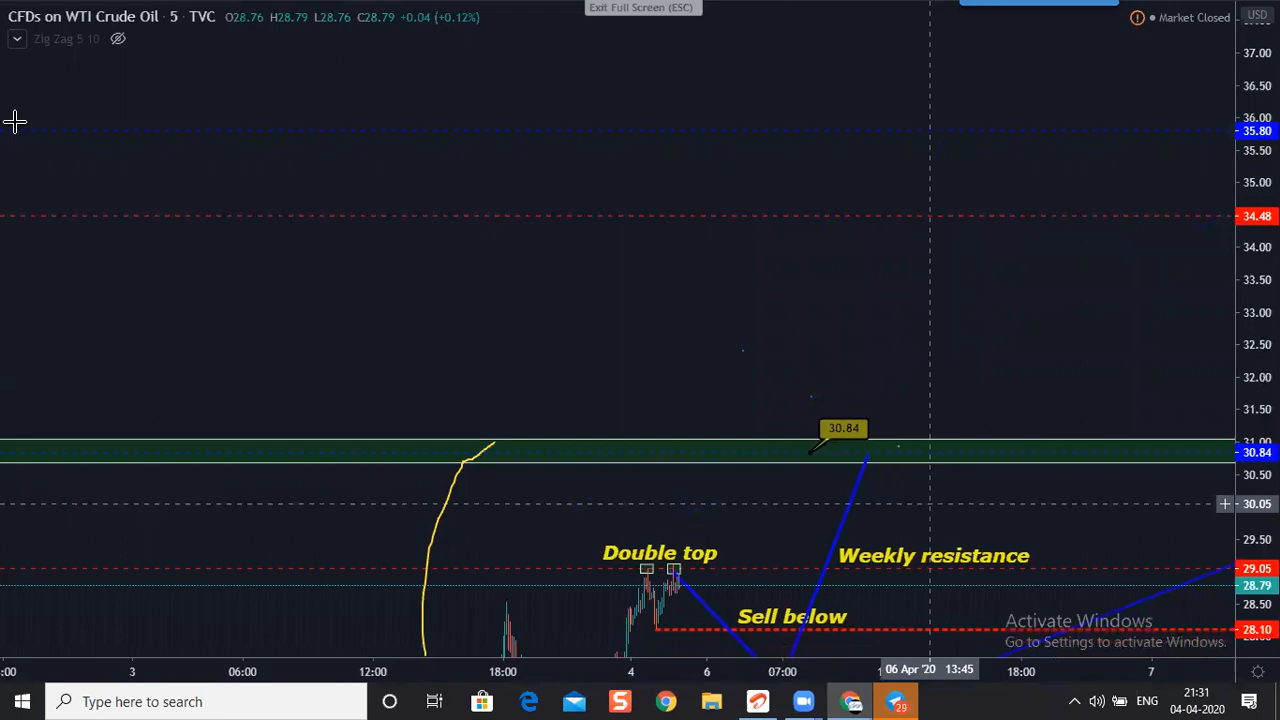 Exit Full Screen (ESC)
CFDs on WTI Crude Oil · 5 · TVC O28.76 H28.79 L28.76 C28.79 +0.04 (+0.12%)
Market Closed
USD
Zig Zag 5 10
37.00
36.50
36.00
35.80
35.50
35.00
34.48
34.00
33.50
33.00
32.50
32.00
31.50
30.84
31.00
30.84
30.50
30.05
29.50
Double top
Weekly resistance
29.05
28.79
28.50
Sell below
28.10
Activate Windows
Go to Settings to activate Windows.
:00 3 06:00 12:00 18:00 4 6 07:00 06 Apr '20 13:45 18:00 7
Type here to search
29
ENG
21:31
04-04-2020